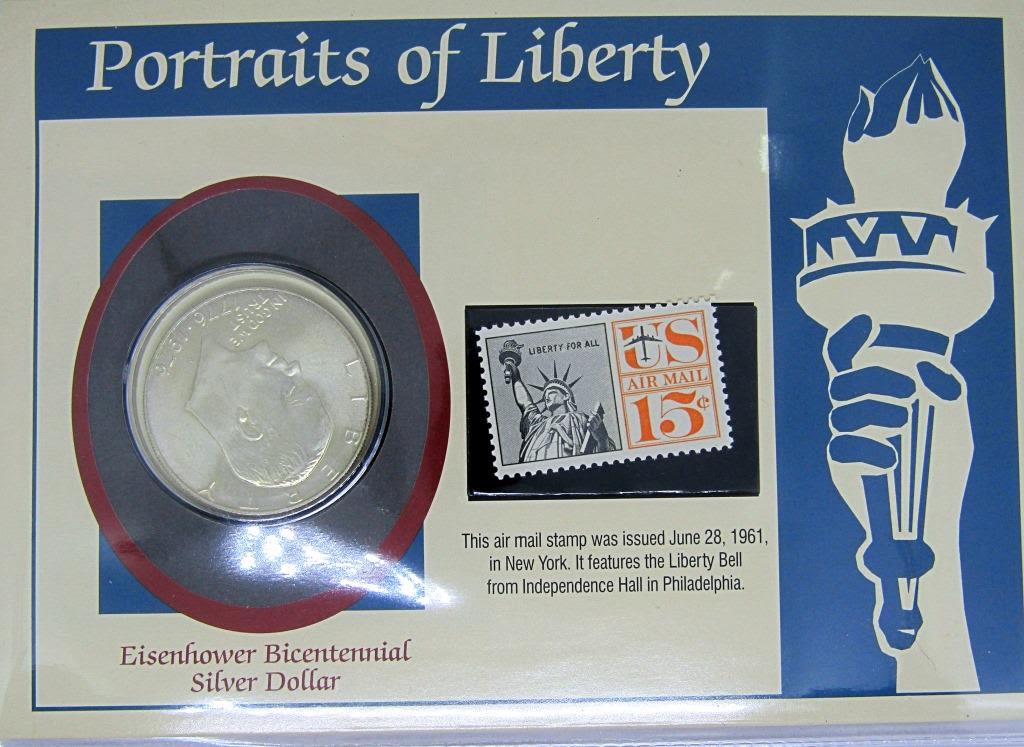 Portraits of Liberty
LIBERTY
IN GOD WE
TRUST
1776·1976
LIBERTY FOR ALL
US
AIR MAIL
15¢
This air mail stamp was issued June 28, 1961,
in New York. It features the Liberty Bell
from Independence Hall in Philadelphia.
Eisenhower Bicentennial
Silver Dollar